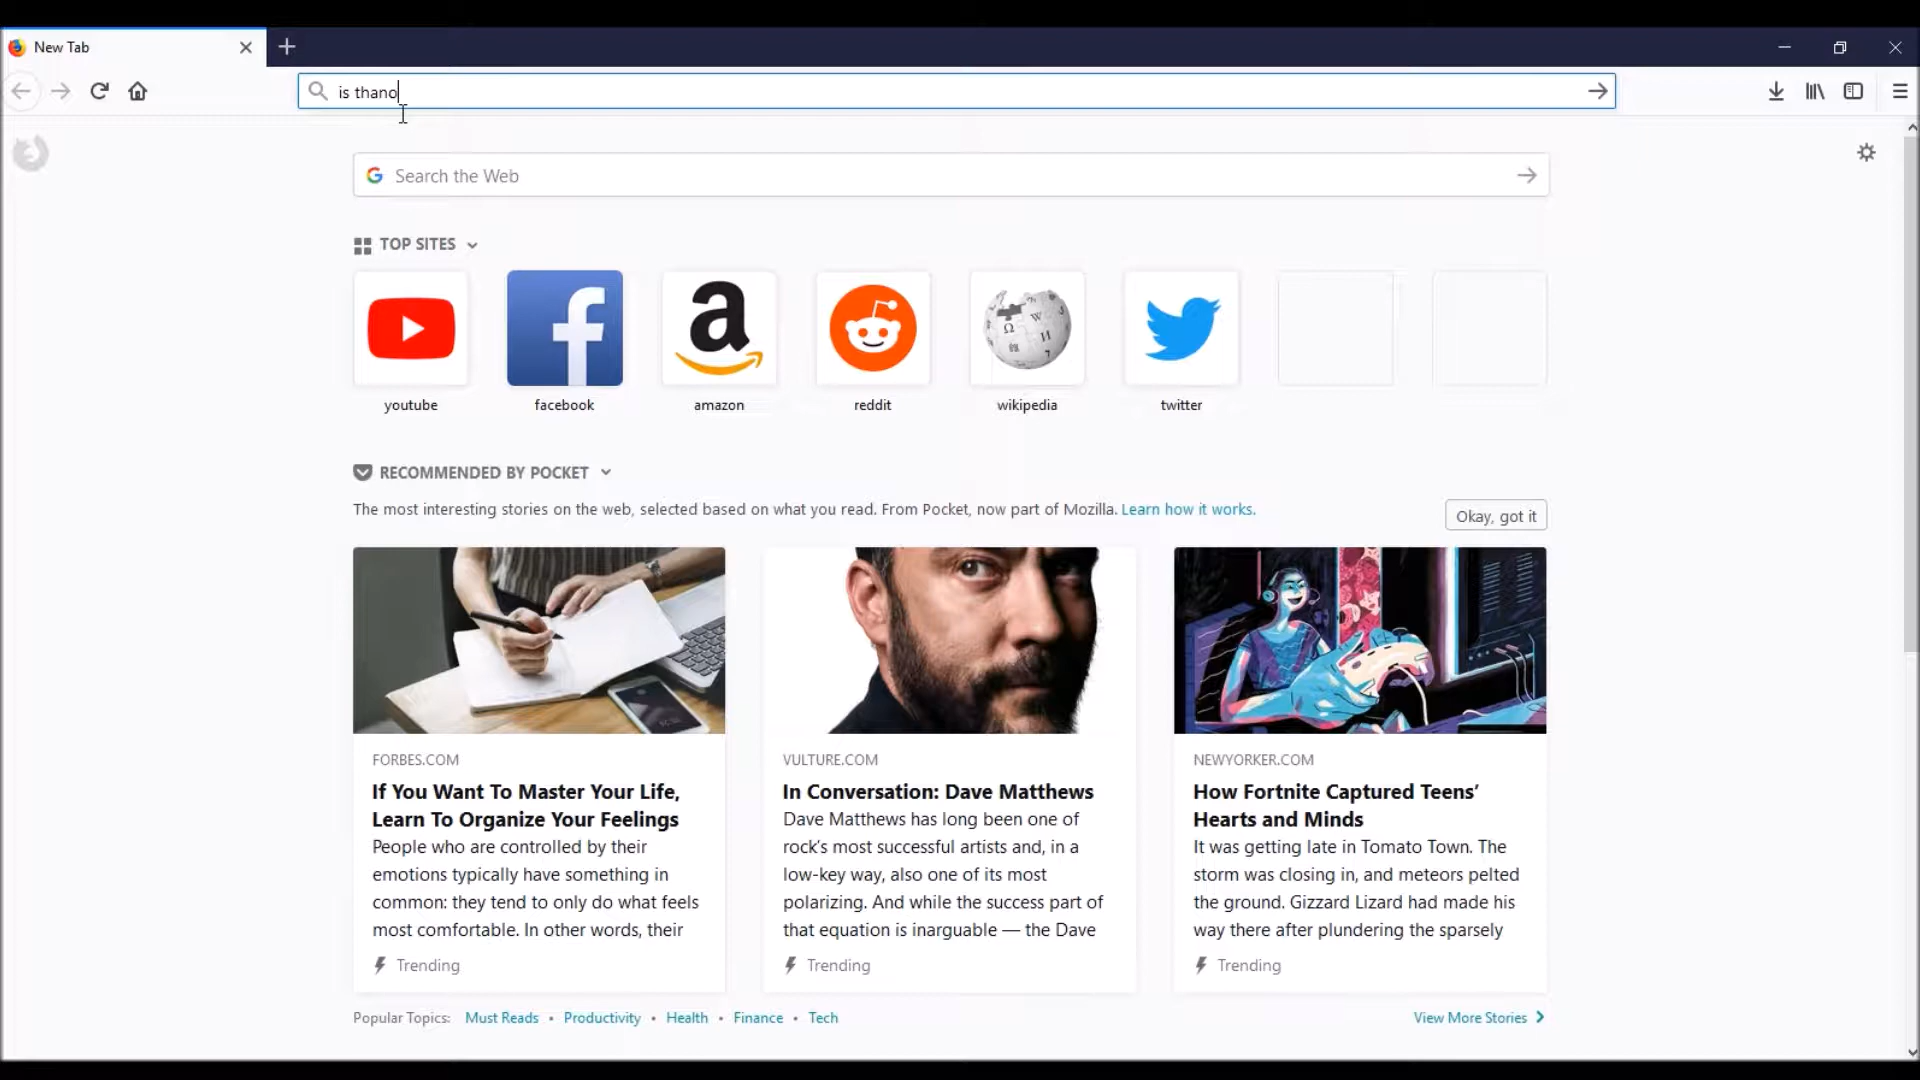 New Tab
is thano
Search the Web
TOP SITES
youtube
facebook
amazon
reddit
wikipedia
twitter
RECOMMENDED BY POCKET
The most interesting stories on the web, selected based on what you read. From Pocket, now part of Mozilla. Learn how it works.
Okay, got it
FORBES.COM
If You Want To Master Your Life,
Learn To Organize Your Feelings
People who are controlled by their
emotions typically have something in
common: they tend to only do what feels
most comfortable. In other words, their
Trending
VULTURE.COM
In Conversation: Dave Matthews
Dave Matthews has long been one of
rock's most successful artists and, in a
low-key way, also one of its most
polarizing. And while the success part of
that equation is inarguable — the Dave
Trending
NEWYORKER.COM
How Fortnite Captured Teens'
Hearts and Minds
It was getting late in Tomato Town. The
storm was closing in, and meteors pelted
the ground. Gizzard Lizard had made his
way there after plundering the sparsely
Trending
Popular Topics: Must Reads • Productivity • Health • Finance • Tech
View More Stories